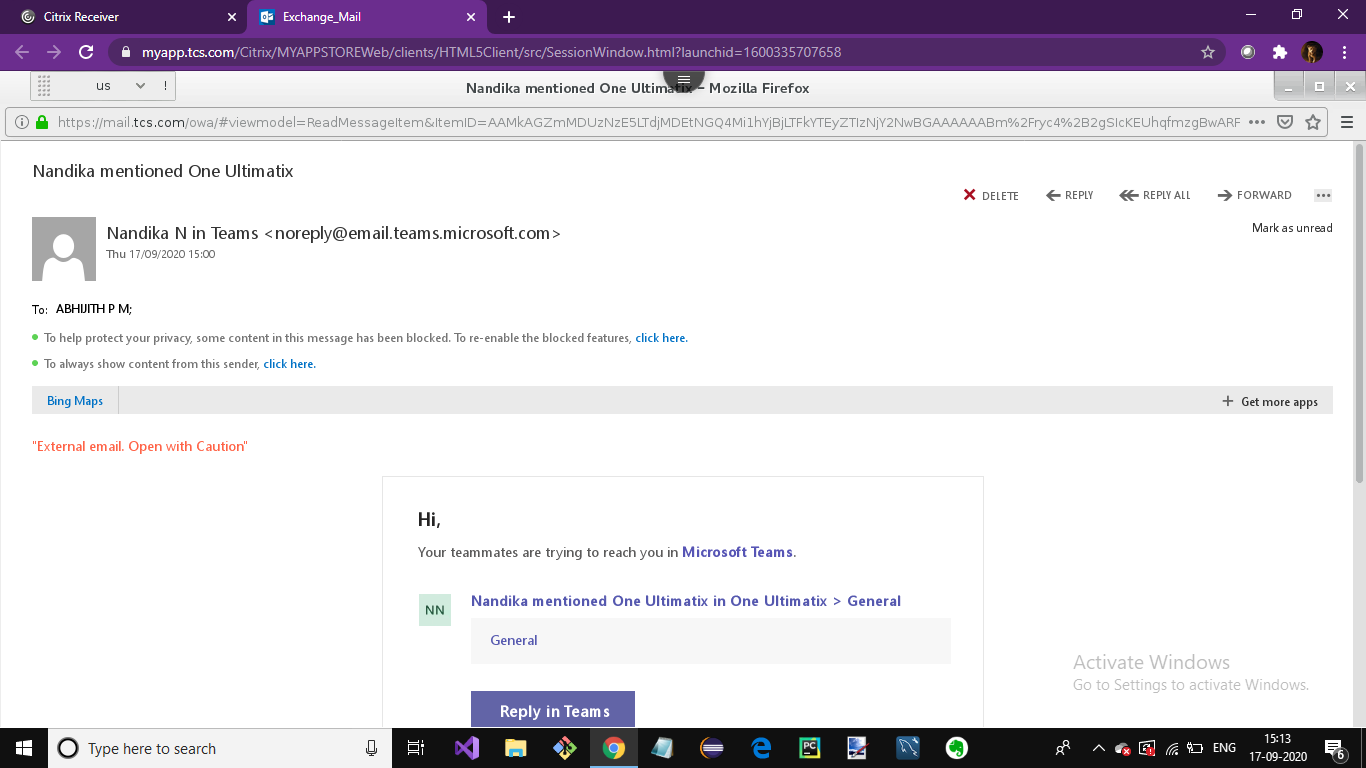 Citrix Receiver
Exchange_Mail
myapp.tcs.com/Citrix/MYAPPSTOREWeb/clients/HTML5Client/src/SessionWindow.html?launchid=1600335707658
us
!
Nandika mentioned One Ultimatix – Mozilla Firefox
https://mail.tcs.com/owa/#viewmodel=ReadMessageItem&ItemID=AAMkAGZmMDUzNzE5LTdjMDEtNGQ4Mi1hYjBjLTFkYTEyZTIzNjY2NwBGAAAAAABm%2Fryc4%2B2gSIcKEUhqfmzgBwARF
Nandika mentioned One Ultimatix
DELETE
REPLY
REPLY ALL
FORWARD
Nandika N in Teams <noreply@email.teams.microsoft.com>
Mark as unread
Thu 17/09/2020 15:00
To: ABHIJITH P M;
To help protect your privacy, some content in this message has been blocked. To re-enable the blocked features, click here.
To always show content from this sender, click here.
Bing Maps
+ Get more apps
"External email. Open with Caution"
Hi,
Your teammates are trying to reach you in Microsoft Teams.
NN
Nandika mentioned One Ultimatix in One Ultimatix > General
General
Reply in Teams
Activate Windows
Go to Settings to activate Windows.
Type here to search
PC
ENG
15:13
17-09-2020
6